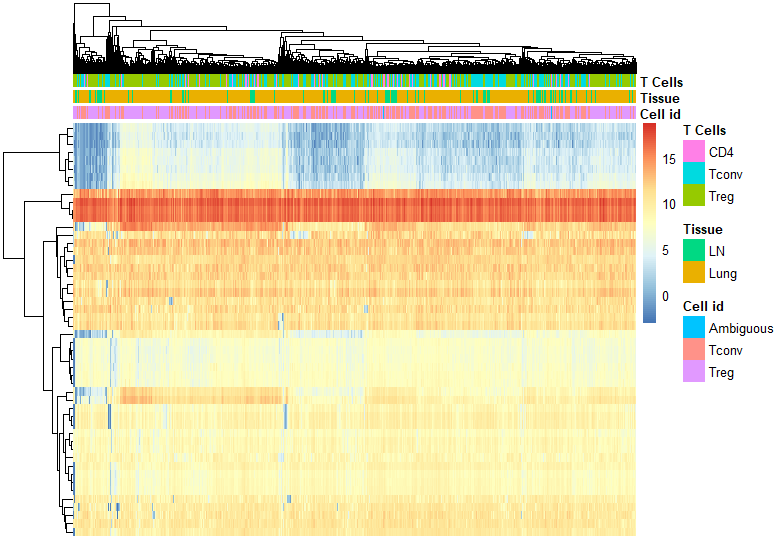 T Cells
Tissue
Cell id
15
10
5
0
T Cells
CD4
Tconv
Treg
Tissue
LN
Lung
Cell id
Ambiguous
Tconv
Treg